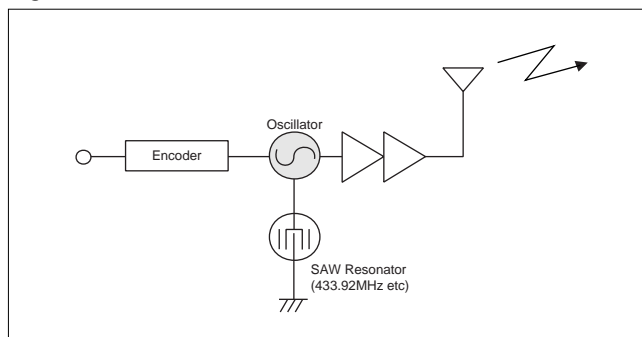 Oscillator
Encoder
SAW Resonator
(433.92MHz etc)